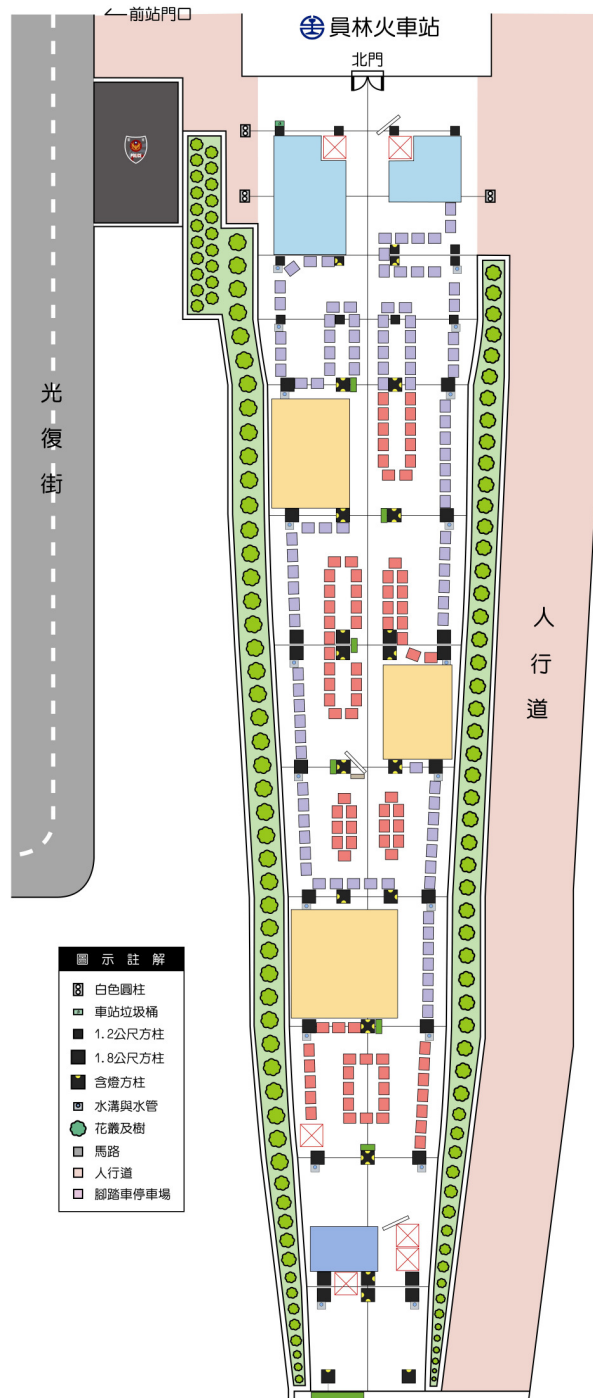 ←前站門口
員林火車站
北門
POLICE
光復街
人行道
圖示註解
白色圓柱
車站垃圾桶
1.2公尺方柱
1.8公尺方柱
含燈方柱
水溝與水管
花叢及樹
馬路
人行道
腳踏車停車場